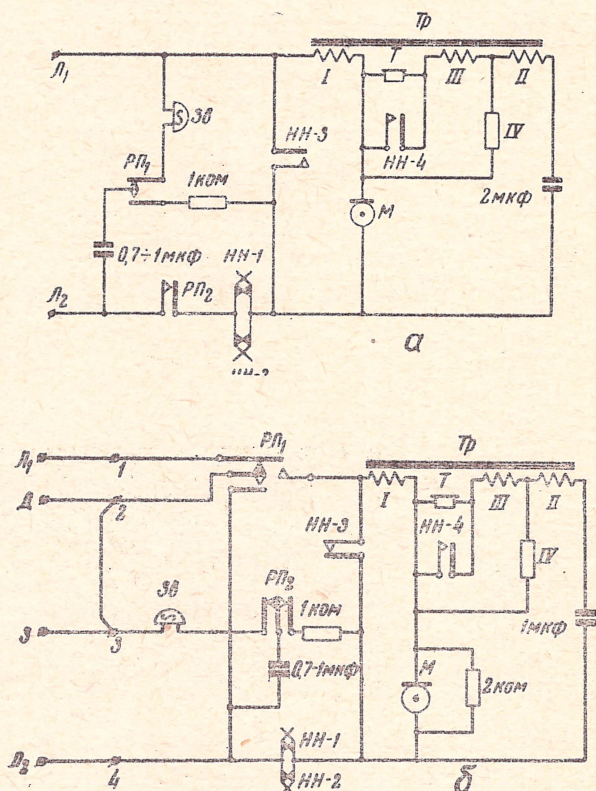 Тр
Л₁
I
Т
III
II
Зв
НН-3
НН-4
IV
РП₁
1ком
М
2мкф
0,7÷1мкф
НН-1
Л₂
РП₂
а
НН-2
РП₁
Тр
Л₁
1
Д
2
I
Т
III
II
НН-3
НН-4
IV
Зв
РП₂
1ком
З
3
1мкф
0,7-1мкф
М
2ком
НН-1
Л₂
4
НН-2
б